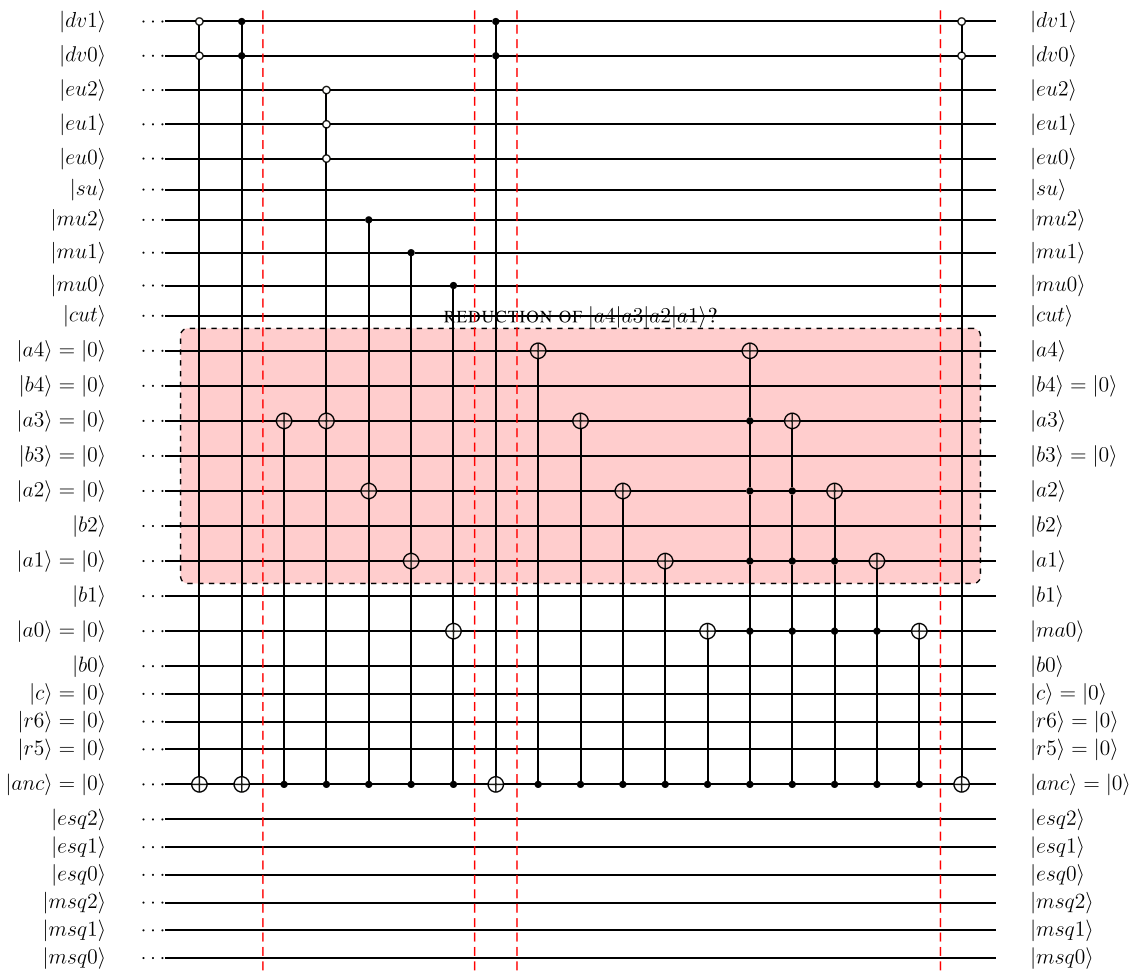 |dv1⟩ ··· |dv1⟩
|dv0⟩ ··· |dv0⟩
|eu2⟩ ··· |eu2⟩
|eu1⟩ ··· |eu1⟩
|eu0⟩ ··· |eu0⟩
|su⟩ ··· |su⟩
|mu2⟩ ··· |mu2⟩
|mu1⟩ ··· |mu1⟩
|mu0⟩ ··· |mu0⟩
|cut⟩ ··· REDUCTION OF |a4|a3|a2|a1⟩? |cut⟩
|a4⟩ = |0⟩ ··· |a4⟩
|b4⟩ = |0⟩ ··· |b4⟩ = |0⟩
|a3⟩ = |0⟩ ··· |a3⟩
|b3⟩ = |0⟩ ··· |b3⟩ = |0⟩
|a2⟩ = |0⟩ ··· |a2⟩
|b2⟩ ··· |b2⟩
|a1⟩ = |0⟩ ··· |a1⟩
|b1⟩ ··· |b1⟩
|a0⟩ = |0⟩ ··· |ma0⟩
|b0⟩ ··· |b0⟩
|c⟩ = |0⟩ ··· |c⟩ = |0⟩
|r6⟩ = |0⟩ ··· |r6⟩ = |0⟩
|r5⟩ = |0⟩ ··· |r5⟩ = |0⟩
|anc⟩ = |0⟩ ··· |anc⟩ = |0⟩
|esq2⟩ ··· |esq2⟩
|esq1⟩ ··· |esq1⟩
|esq0⟩ ··· |esq0⟩
|msq2⟩ ··· |msq2⟩
|msq1⟩ ··· |msq1⟩
|msq0⟩ ··· |msq0⟩